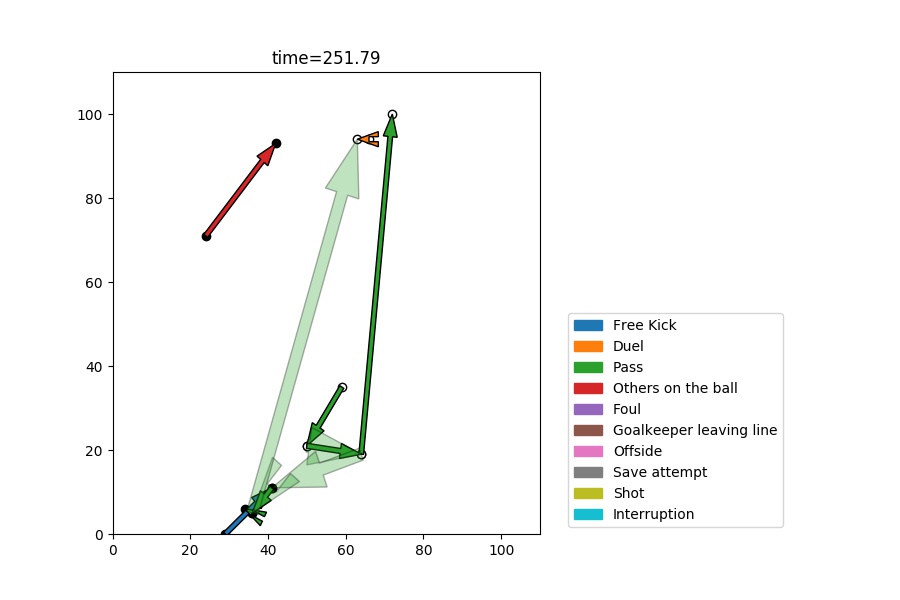 time=251.79
100
80
60
40
20
0
0 20 40 60 80 100
Free Kick
Duel
Pass
Others on the ball
Foul
Goalkeeper leaving line
Offside
Save attempt
Shot
Interruption